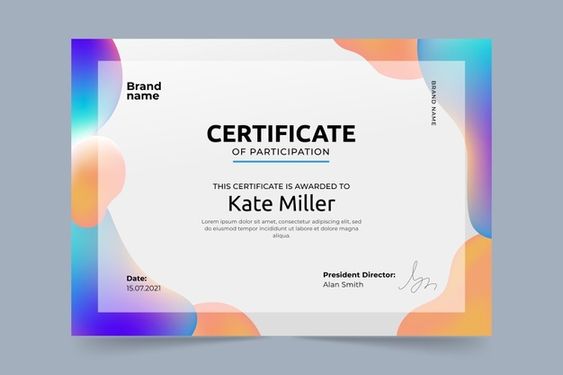 Brand
name
BRAND NAME
CERTIFICATE
OF PARTICIPATION
THIS CERTIFICATE IS AWARDED TO
Kate Miller
Lorem ipsum dolor sit amet, consectetur adipiscing elit, sed
do eiusmod tempor incididunt ut labore et dolore magna
aliqua.
Date:
15.07.2021
President Director:
Alan Smith